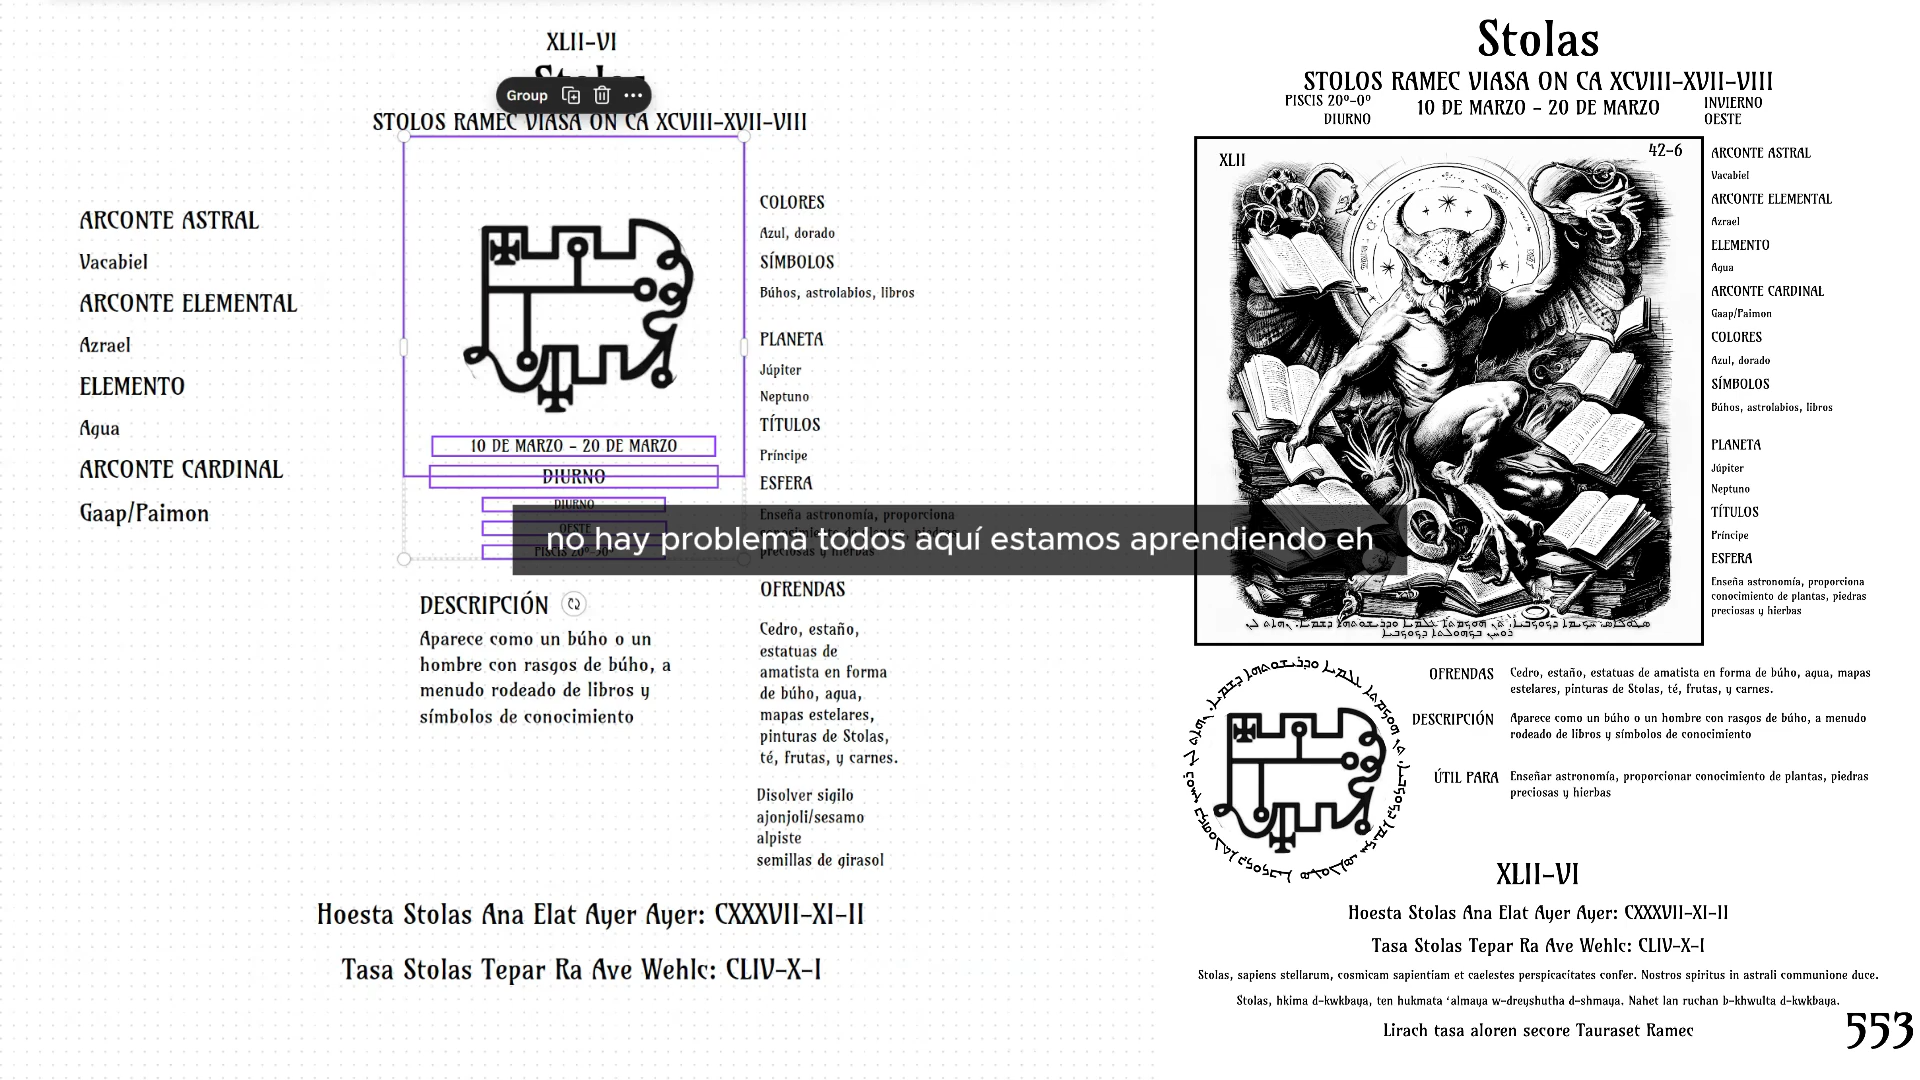 XLII-VI
Stolas
Group
STOLOS RAMEC VIASA ON CA XCVIII-XVII-VIII
ARCONTE ASTRAL
Vacabiel
ARCONTE ELEMENTAL
Azrael
ELEMENTO
Agua
ARCONTE CARDINAL
Gaap/Paimon
10 DE MARZO - 20 DE MARZO
DIURNO
DIURNO
OESTE
PISCIS 20º-30º
COLORES
Azul, dorado
SÍMBOLOS
Búhos, astrolabios, libros
PLANETA
Júpiter
Neptuno
TÍTULOS
Príncipe
ESFERA
Enseña astronomía, proporciona
conocimiento de plantas, piedras
preciosas y hierbas
no hay problema todos aquí estamos aprendiendo eh
DESCRIPCIÓN
Aparece como un búho o un
hombre con rasgos de búho, a
menudo rodeado de libros y
símbolos de conocimiento
OFRENDAS
Cedro, estaño,
estatuas de
amatista en forma
de búho, agua,
mapas estelares,
pinturas de Stolas,
té, frutas, y carnes.
Disolver sigilo
ajonjoli/sesamo
alpiste
semillas de girasol
Hoesta Stolas Ana Elat Ayer Ayer: CXXXVII-XI-II
Tasa Stolas Tepar Ra Ave Wehlc: CLIV-X-I
Stolas
STOLOS RAMEC VIASA ON CA XCVIII-XVII-VIII
PISCIS 20º-0º
DIURNO
10 DE MARZO - 20 DE MARZO
INVIERNO
OESTE
XLII
42-6
ARCONTE ASTRAL
Vacabiel
ARCONTE ELEMENTAL
Azrael
ELEMENTO
Agua
ARCONTE CARDINAL
Gaap/Paimon
COLORES
Azul, dorado
SÍMBOLOS
Búhos, astrolabios, libros
PLANETA
Júpiter
Neptuno
TÍTULOS
Príncipe
ESFERA
Enseña astronomía, proporciona
conocimiento de plantas, piedras
preciosas y hierbas
OFRENDAS
Cedro, estaño, estatuas de amatista en forma de búho, agua, mapas
estelares, pinturas de Stolas, té, frutas, y carnes.
DESCRIPCIÓN
Aparece como un búho o un hombre con rasgos de búho, a menudo
rodeado de libros y símbolos de conocimiento
ÚTIL PARA
Enseñar astronomía, proporcionar conocimiento de plantas, piedras
preciosas y hierbas
XLII-VI
Hoesta Stolas Ana Elat Ayer Ayer: CXXXVII-XI-II
Tasa Stolas Tepar Ra Ave Wehlc: CLIV-X-I
Stolas, sapiens stellarum, cosmicam sapientiam et caelestes perspicacitates confer. Nostros spiritus in astrali communione duce.
Stolas, hkima d-kwkbaya, ten hukmata ʻalmaya w-dreyshutha d-shmaya. Nahet lan ruchan b-khwulta d-kwkbaya.
Lirach tasa aloren secore Tauraset Ramec
553